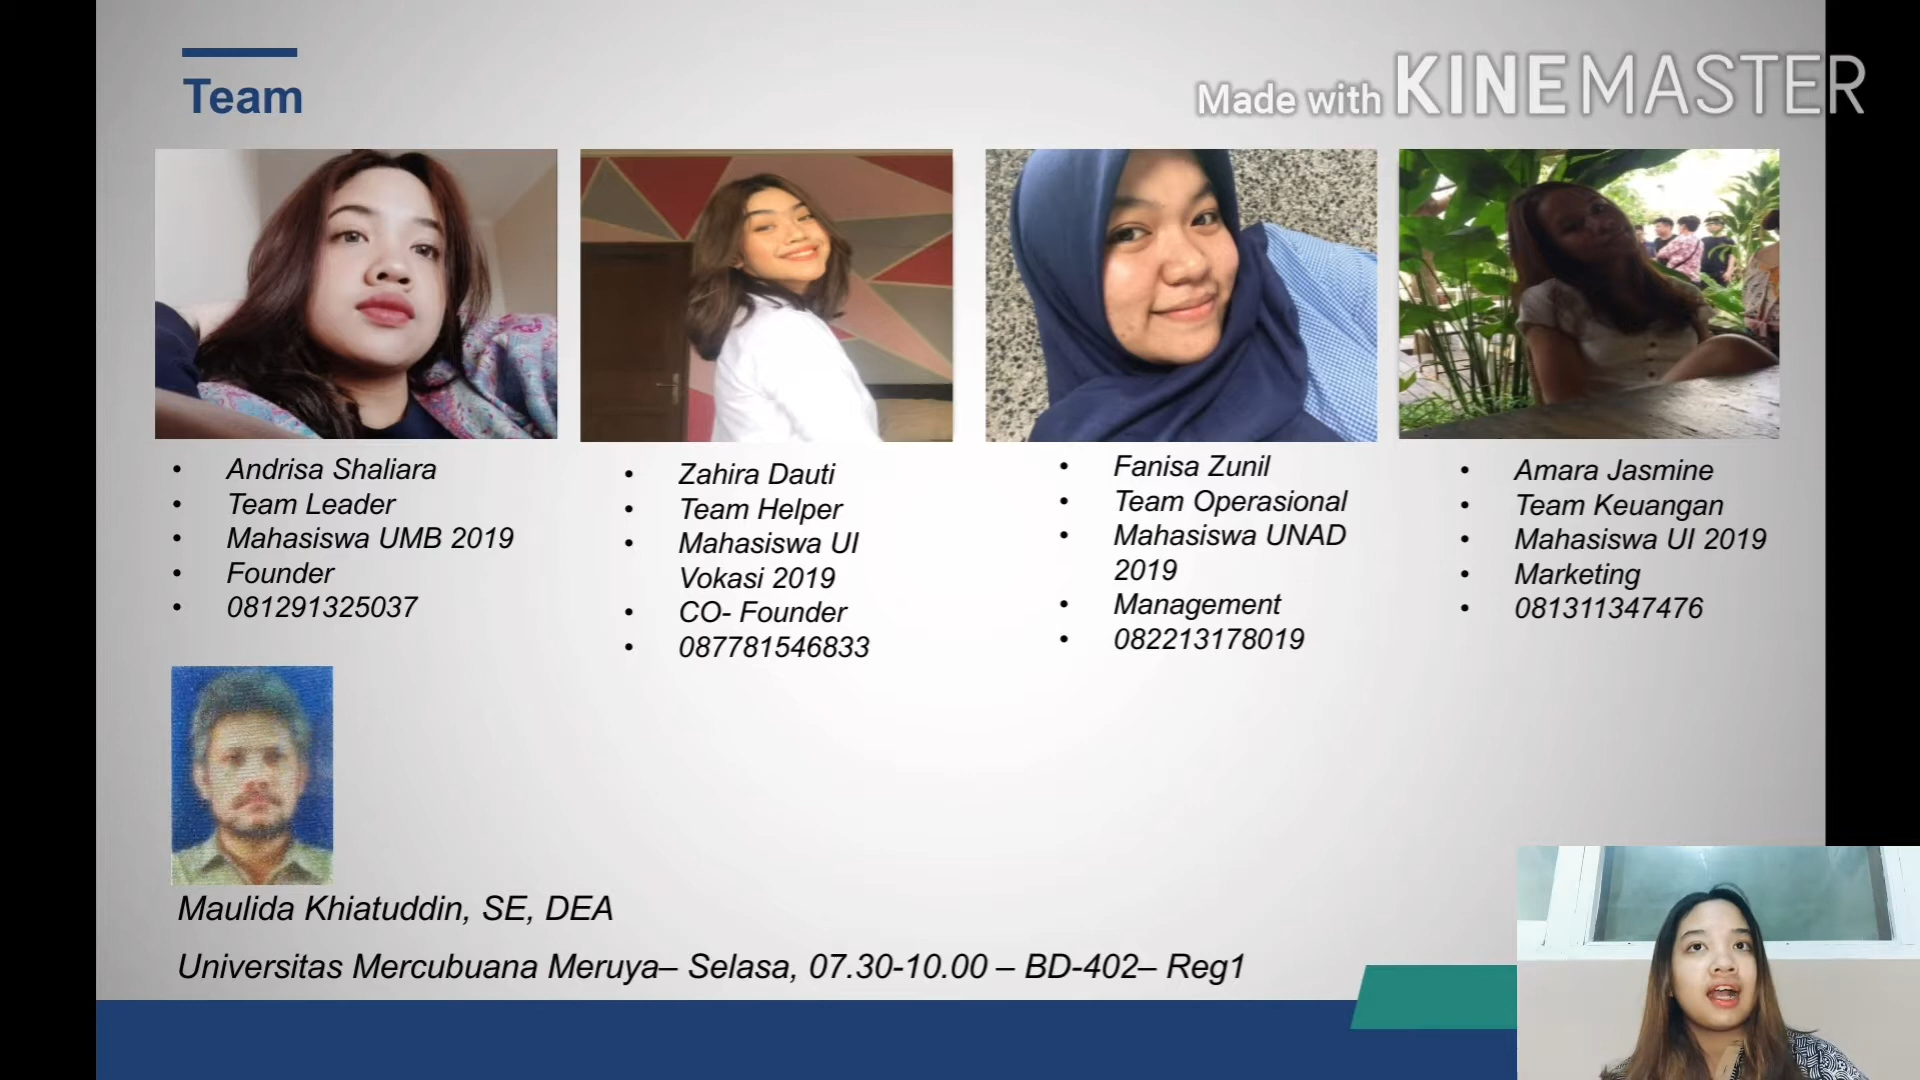 Team
Made with KINEMASTER
Andrisa Shaliara
Team Leader
Mahasiswa UMB 2019
Founder
081291325037
Zahira Dauti
Team Helper
Mahasiswa UI
Vokasi 2019
CO- Founder
087781546833
Fanisa Zunil
Team Operasional
Mahasiswa UNAD
2019
Management
082213178019
Amara Jasmine
Team Keuangan
Mahasiswa UI 2019
Marketing
081311347476
Maulida Khiatuddin, SE, DEA
Universitas Mercubuana Meruya– Selasa, 07.30-10.00 – BD-402– Reg1